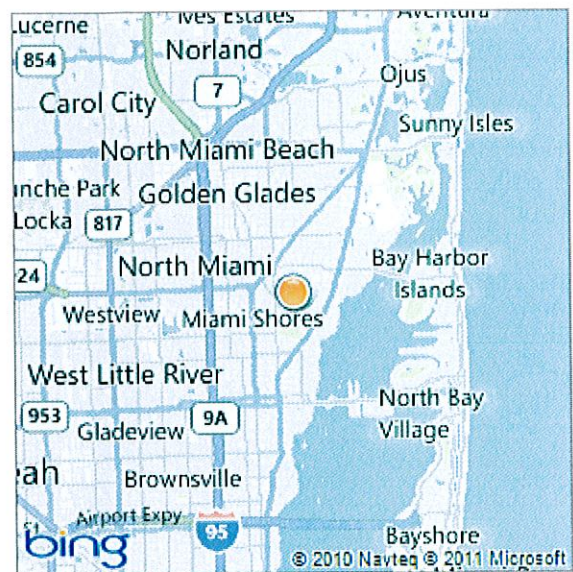 Lucerne
Ives Estates
Aventura
854
Norland
Ojus
7
Carol City
Sunny Isles
North Miami Beach
Golden Glades
Park
Locka
817
North Miami
Bay Harbor
Islands
24
Westview
Miami Shores
West Little River
North Bay
Village
953
9A
Gladeview
Brownsville
Airport Expy
95
bing
Bayshore
© 2010 Navteq © 2011 Microsoft